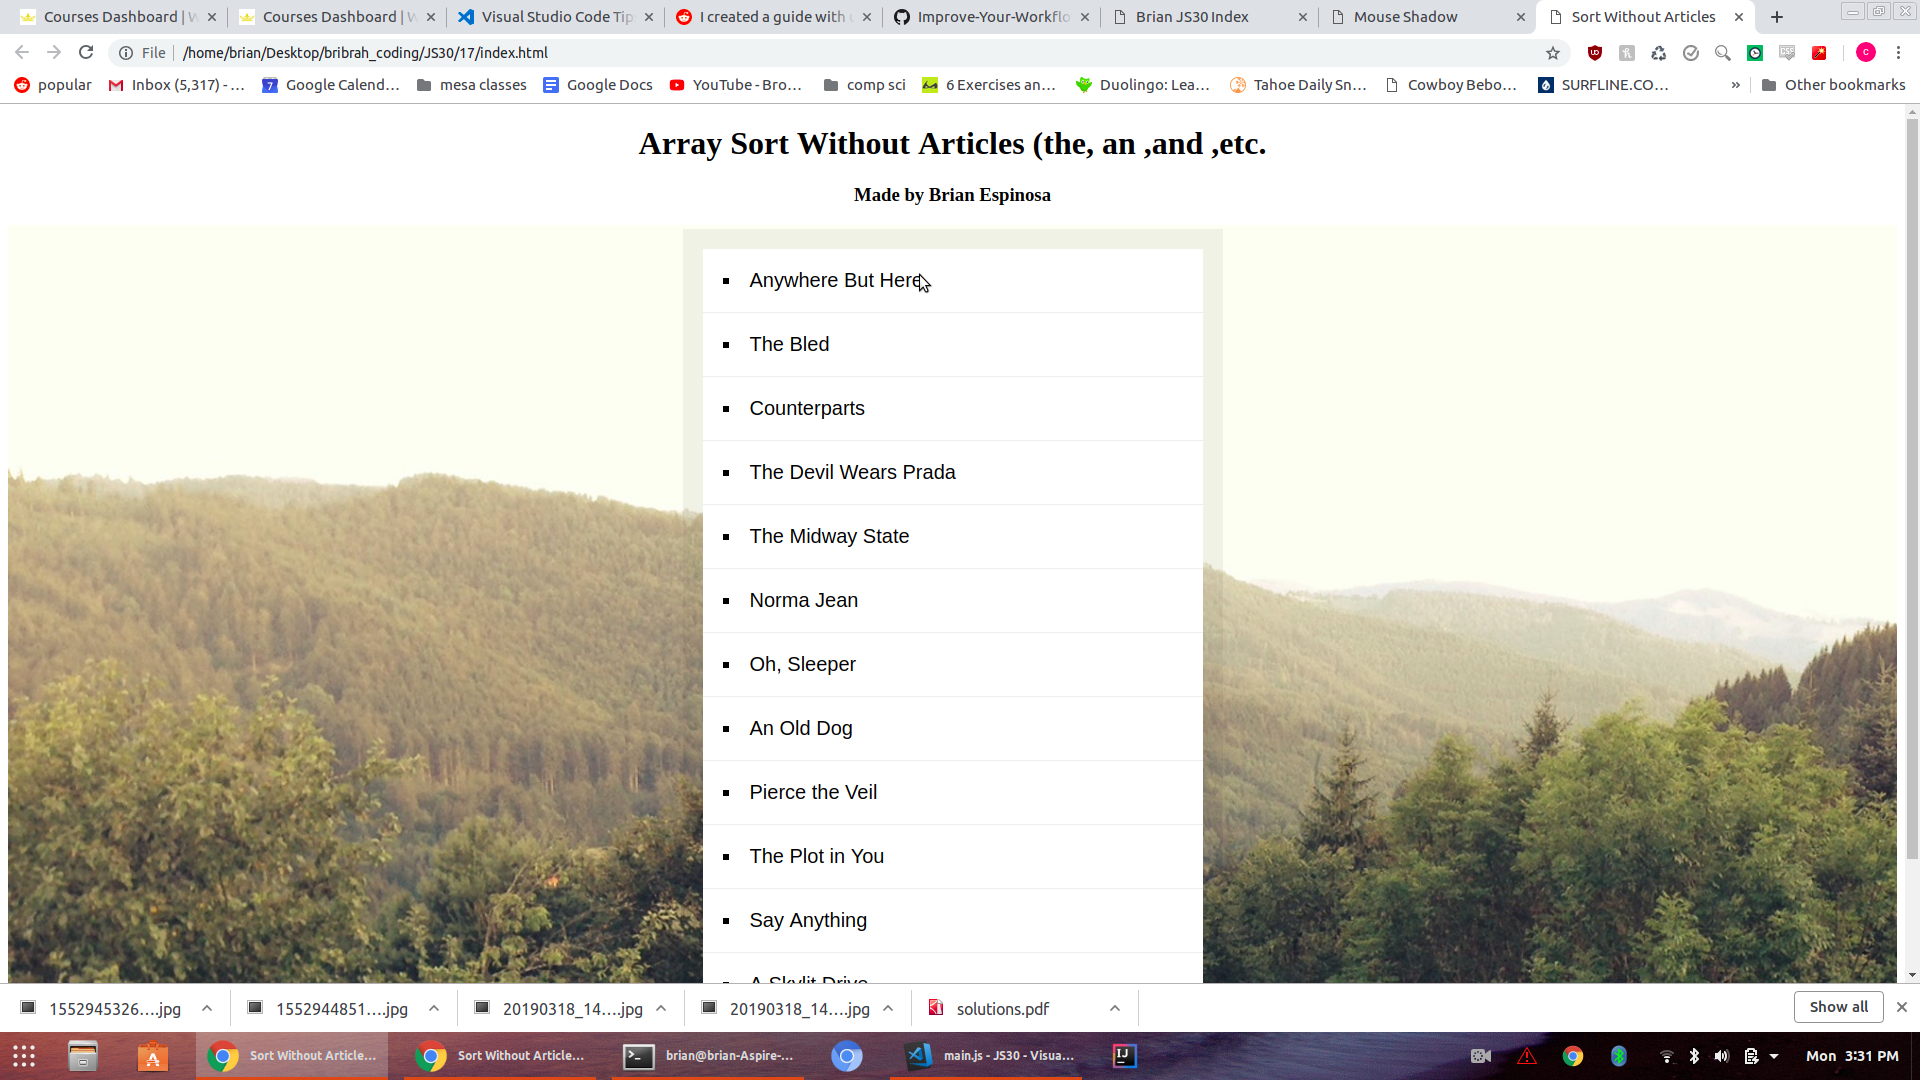 Courses Dashboard | W
Courses Dashboard | W
Visual Studio Code Tip
I created a guide with u
Improve-Your-Workflo
Brian JS30 Index
Mouse Shadow
Sort Without Articles
File
/home/brian/Desktop/bribrah_coding/JS30/17/index.html
popular
Inbox (5,317) - …
Google Calend…
mesa classes
Google Docs
YouTube - Bro…
comp sci
6 Exercises an…
Duolingo: Lea…
Tahoe Daily Sn…
Cowboy Bebo…
SURFLINE.CO…
»
Other bookmarks
Array Sort Without Articles (the, an ,and ,etc.
Made by Brian Espinosa
Anywhere But Here
The Bled
Counterparts
The Devil Wears Prada
The Midway State
Norma Jean
Oh, Sleeper
An Old Dog
Pierce the Veil
The Plot in You
Say Anything
A Skylit Drive
1552945326….jpg
1552944851….jpg
20190318_14….jpg
20190318_14….jpg
solutions.pdf
Show all
Sort Without Article…
Sort Without Article…
brian@brian-Aspire-…
main.js - JS30 - Visua…
IJ
Mon 3:31 PM